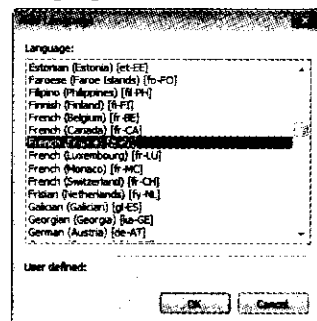 Language:
Estonian (Estonia) [et-EE]
Faroese (Faroe Islands) [fo-FO]
Filipino (Philippines) [fil-PH]
Finnish (Finland) [fi-FI]
French (Belgium) [fr-BE]
French (Canada) [fr-CA]
French (Luxembourg) [fr-LU]
French (Monaco) [fr-MC]
French (Switzerland) [fr-CH]
Frisian (Netherlands) [fy-NL]
Galician (Galician) [gl-ES]
Georgian (Georgia) [ka-GE]
German (Austria) [de-AT]
User defined:
OK
Cancel